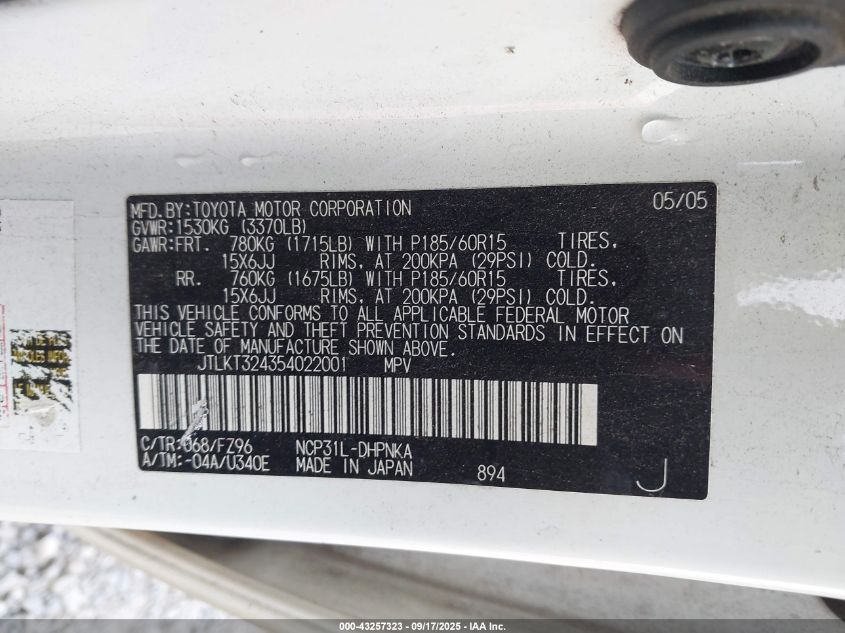 MFD.BY:TOYOTA MOTOR CORPORATION 05/05
GVWR:1530KG (3370LB)
GAWR:FRT. 780KG (1715LB) WITH P185/60R15 TIRES,
15X6JJ RIMS, AT 200KPA (29PSI) COLD.
RR. 760KG (1675LB) WITH P185/60R15 TIRES,
15X6JJ RIMS, AT 200KPA (29PSI) COLD.
THIS VEHICLE CONFORMS TO ALL APPLICABLE FEDERAL MOTOR
VEHICLE SAFETY AND THEFT PREVENTION STANDARDS IN EFFECT ON
THE DATE OF MANUFACTURE SHOWN ABOVE.
JTLKT324354022001 MPV
C/TR:068/FZ96 NCP31L-DHPNKA
A/TM:-04A/U340E MADE IN JAPAN 894 J
000-43257323 - 09/17/2025 - IAA Inc.